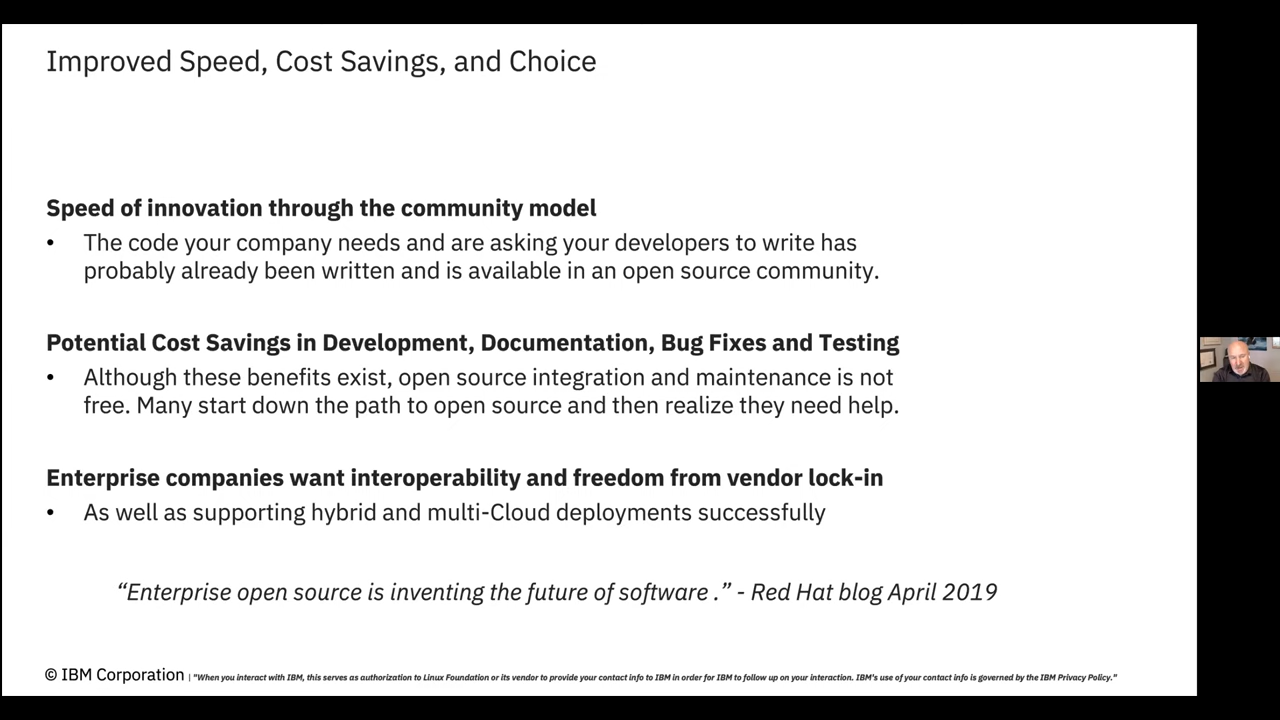 Improved Speed, Cost Savings, and Choice
Speed of innovation through the community model
• The code your company needs and are asking your developers to write has
probably already been written and is available in an open source community.
Potential Cost Savings in Development, Documentation, Bug Fixes and Testing
• Although these benefits exist, open source integration and maintenance is not
free. Many start down the path to open source and then realize they need help.
Enterprise companies want interoperability and freedom from vendor lock-in
• As well as supporting hybrid and multi-Cloud deployments successfully
“Enterprise open source is inventing the future of software .” - Red Hat blog April 2019
© IBM Corporation | "When you interact with IBM, this serves as authorization to Linux Foundation or its vendor to provide your contact info to IBM in order for IBM to follow up on your interaction. IBM's use of your contact info is governed by the IBM Privacy Policy."